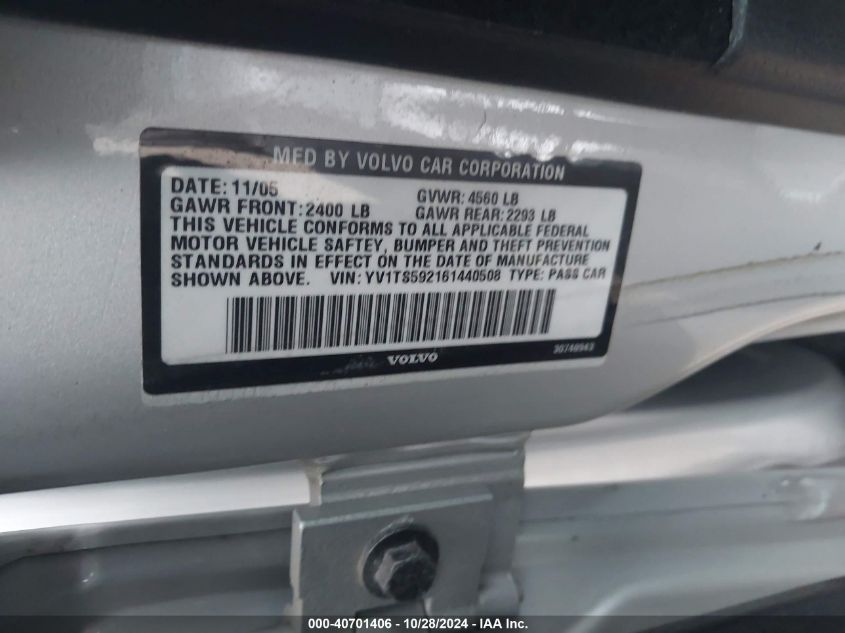 MFD BY VOLVO CAR CORPORATION
DATE: 11/05 GVWR: 4560 LB
GAWR FRONT: 2400 LB GAWR REAR: 2293 LB
THIS VEHICLE CONFORMS TO ALL APPLICABLE FEDERAL
MOTOR VEHICLE SAFTEY, BUMPER AND THEFT PREVENTION
STANDARDS IN EFFECT ON THE DATE OF MANUFACTURE
SHOWN ABOVE. VIN: YV1TS592161440508 TYPE: PASS CAR
VOLVO 30748943
000-40701406 - 10/28/2024 - IAA Inc.